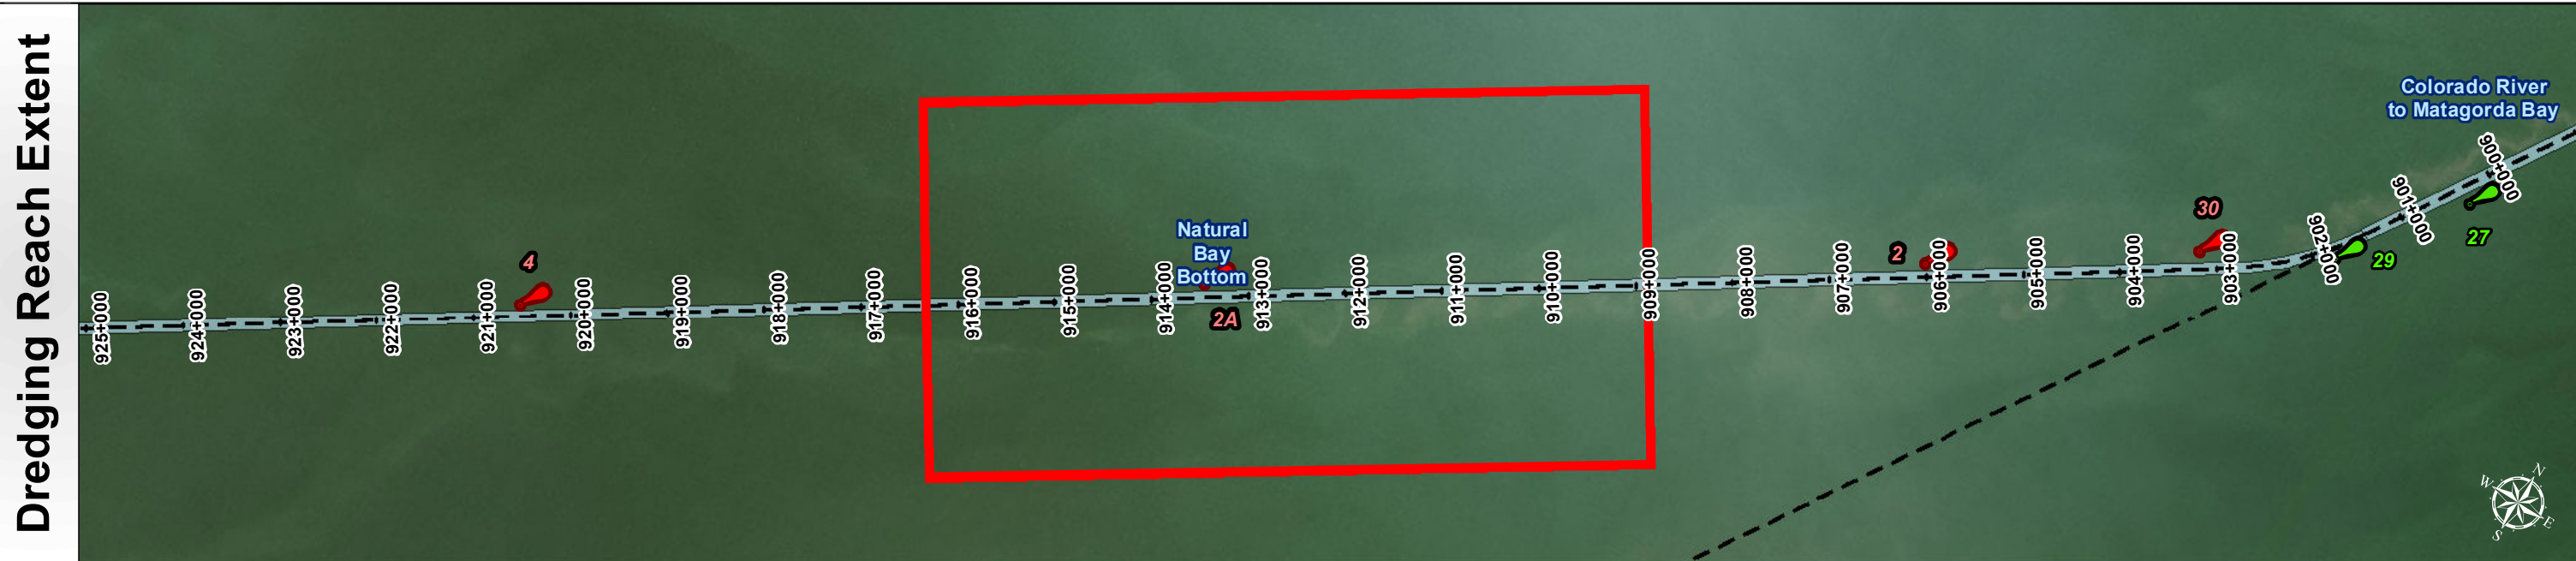 Dredging Reach Extent
Colorado River
to Matagorda Bay
Natural
Bay
Bottom
4
2A
2
30
29
27
925+000
924+000
923+000
922+000
921+000
920+000
919+000
918+000
917+000
916+000
915+000
914+000
913+000
912+000
911+000
910+000
909+000
908+000
907+000
906+000
905+000
904+000
903+000
902+000
901+000
900+000
N
W
E
S